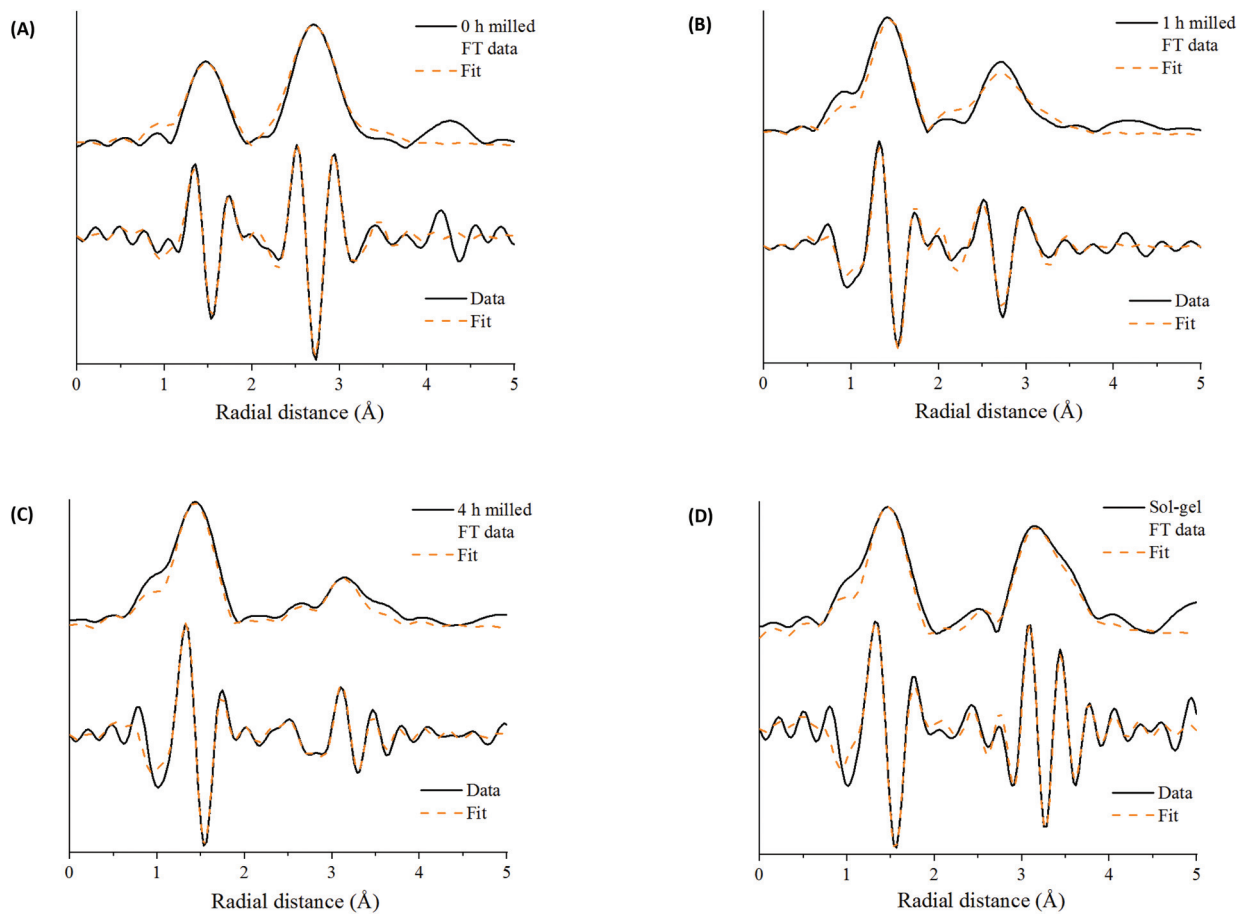 (A)
0 h milled
FT data
Fit
Data
Fit
0 1 2 3 4 5
Radial distance (Å)
(B)
1 h milled
FT data
Fit
Data
Fit
0 1 2 3 4 5
Radial distance (Å)
(C)
4 h milled
FT data
Fit
Data
Fit
0 1 2 3 4 5
Radial distance (Å)
(D)
Sol-gel
FT data
Fit
Data
Fit
0 1 2 3 4 5
Radial distance (Å)